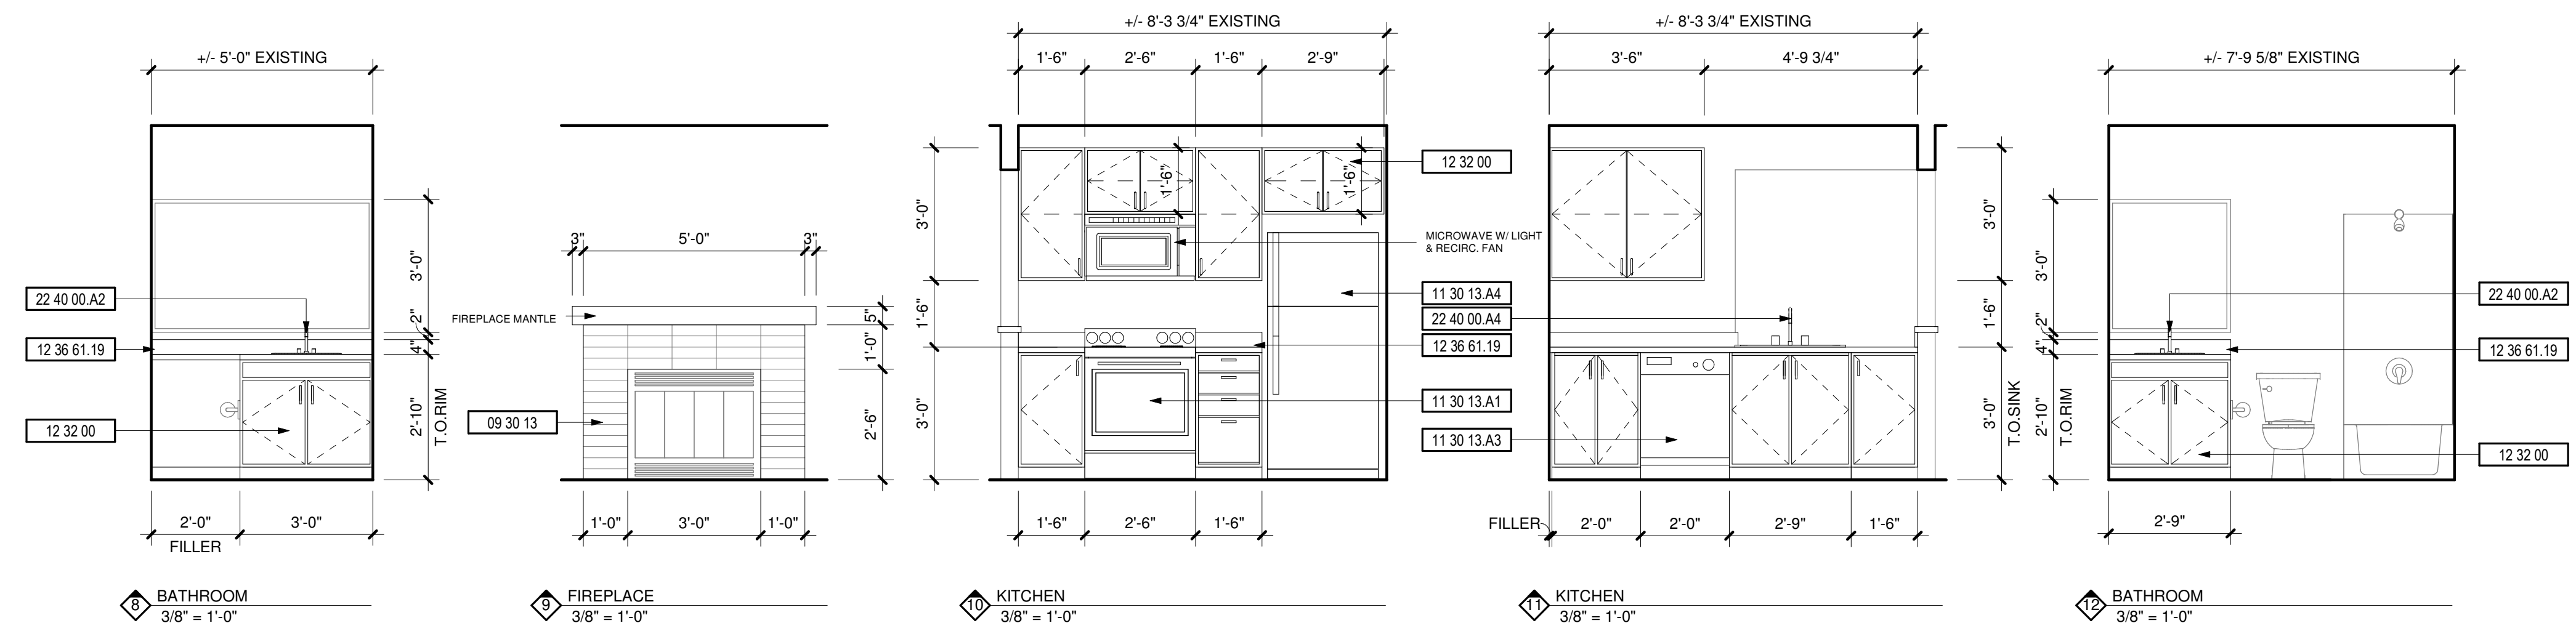 +/- 5'-0" EXISTING
3'-0"
2"
4"
2'-10"
T.O.RIM
22 40 00.A2
12 36 61.19
12 32 00
2'-0"
3'-0"
FILLER
8
BATHROOM
3/8" = 1'-0"
3"
5'-0"
3"
FIREPLACE MANTLE
5"
1'-0"
2'-6"
09 30 13
1'-0"
3'-0"
1'-0"
9
FIREPLACE
3/8" = 1'-0"
+/- 8'-3 3/4" EXISTING
1'-6"
2'-6"
1'-6"
2'-9"
3'-0"
1'-6"
3'-0"
1'-6"
1'-6"
12 32 00
MICROWAVE W/ LIGHT
& RECIRC. FAN
11 30 13.A4
22 40 00.A4
12 36 61.19
11 30 13.A1
11 30 13.A3
1'-6"
2'-6"
1'-6"
10
KITCHEN
3/8" = 1'-0"
+/- 8'-3 3/4" EXISTING
3'-6"
4'-9 3/4"
3'-0"
1'-6"
3'-0"
T.O.SINK
FILLER
2'-0"
2'-0"
2'-9"
1'-6"
11
KITCHEN
3/8" = 1'-0"
+/- 7'-9 5/8" EXISTING
3'-0"
2"
4"
2'-10"
T.O.RIM
22 40 00.A2
12 36 61.19
12 32 00
2'-9"
12
BATHROOM
3/8" = 1'-0"